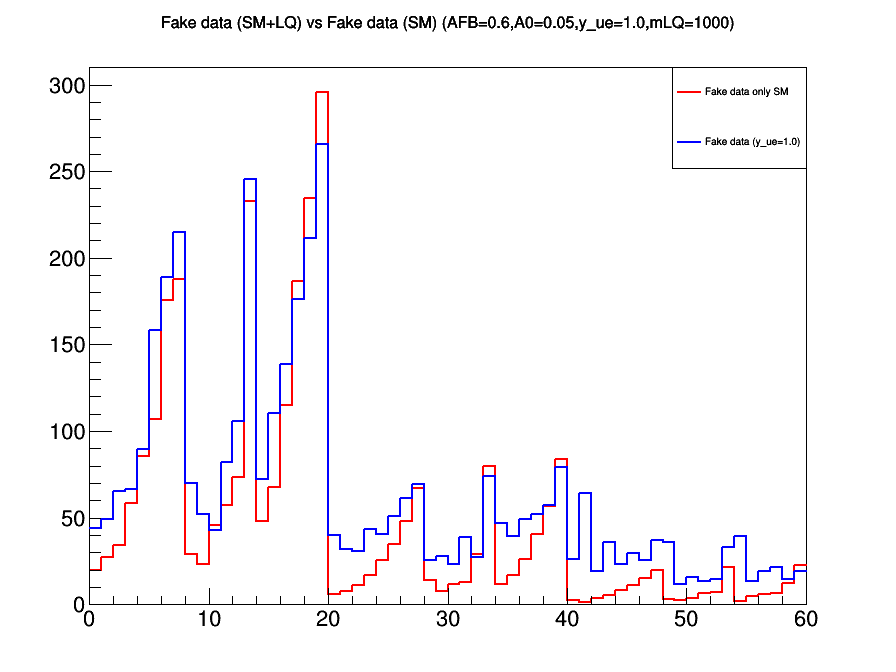 Fake data (SM+LQ) vs Fake data (SM) (AFB=0.6,A0=0.05,y_ue=1.0,mLQ=1000)
Fake data only SM
Fake data (y_ue=1.0)
300
250
200
150
100
50
0
0 10 20 30 40 50 60